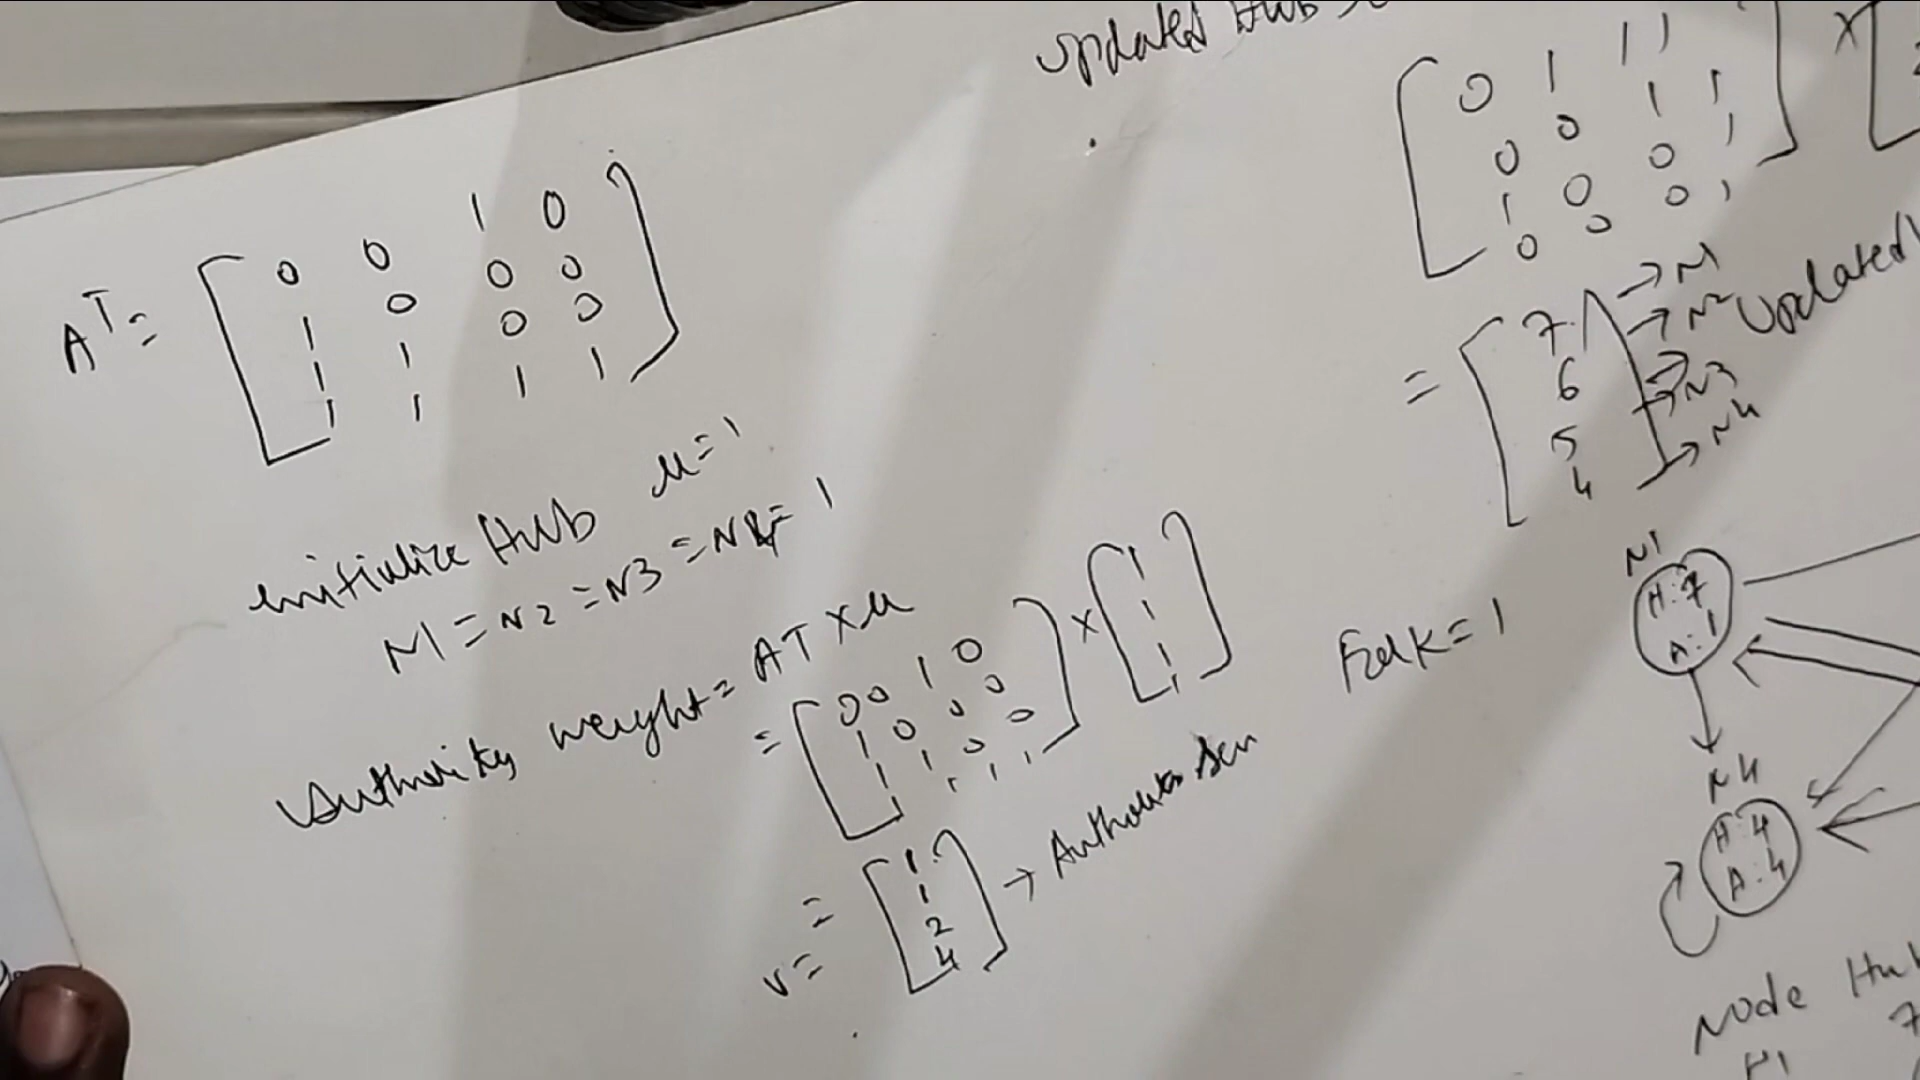 A^T =
0 0 1 0
1 0 0 0
1 1 0 0
1 1 1 1
initialize Hub u=1
N1 = N2 = N3 = N4 = 1
Authority weight = AT x u
= 0 0 1 0 x 1
1 0 0 0 1
1 1 0 0 1
1 1 1 1 1
v = 1
1
2
4
→ Authority
updated Hub
0 1 1 1 x
0 0 1 1
1 0 0 1
0 0 0 1
= 7 → N1
6 → N2
5 → N3
4 → N4
Updated
For k = 1
N1
H:7
A:1
N4
H:4
A:4
Node Hub
N1 7